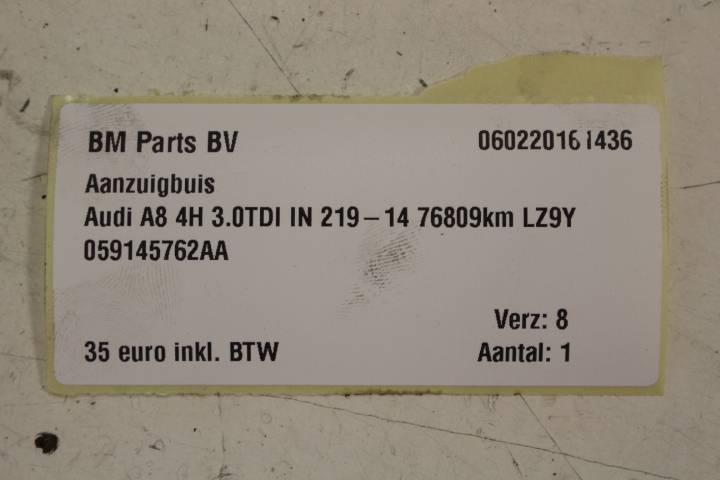 BM Parts BV 060220161436
Aanzuigbuis
Audi A8 4H 3.0TDI IN 219-14 76809km LZ9Y
059145762AA
Verz: 8
35 euro inkl. BTW Aantal: 1